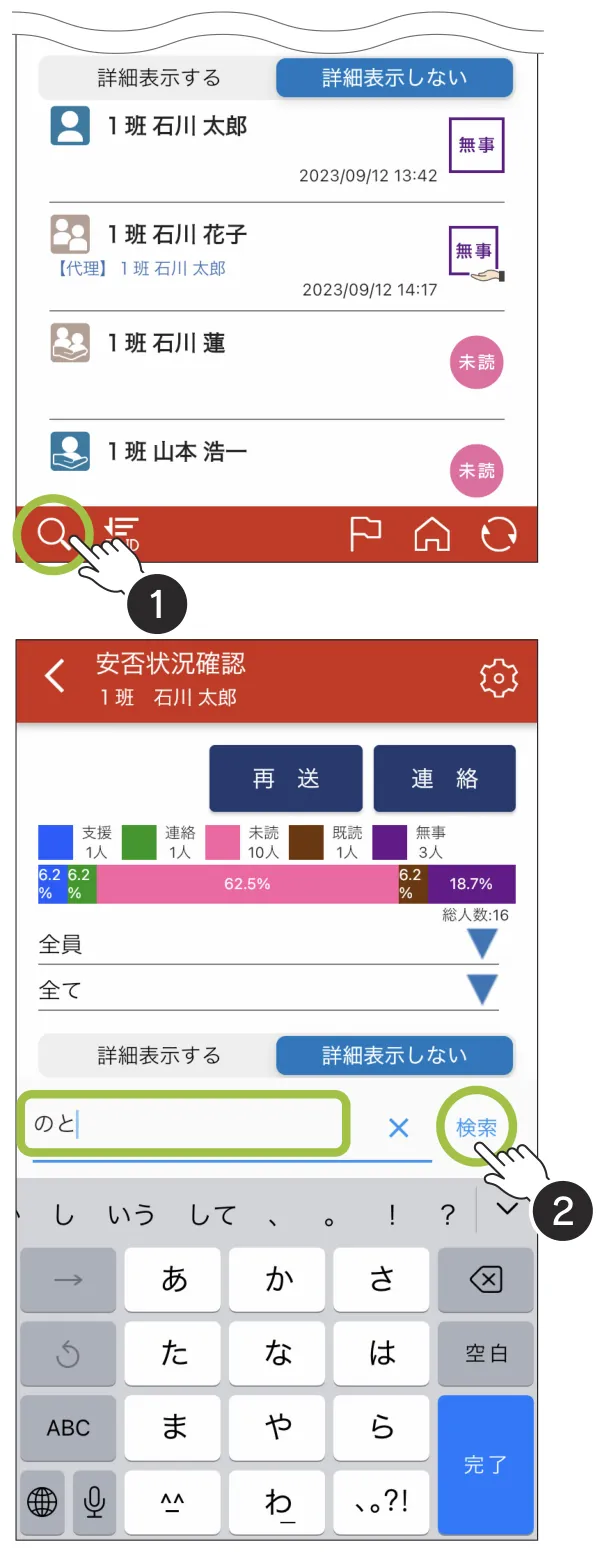 詳細表示する 詳細表示しない
1班 石川 太郎
無事
2023/09/12 13:42
1班 石川 花子
無事
【代理】 1班 石川 太郎
2023/09/12 14:17
1班 石川 蓮
未読
1班 山本 浩一
未読
1
安否状況確認
1班 石川 太郎
再 送 連 絡
支援 連絡 未読 既読 無事
1人 1人 10人 1人 3人
6.2% 6.2% 62.5% 6.2% 18.7%
総人数:16
全員
全て
詳細表示する 詳細表示しない
のと 検索
2
し いう して 、 。 ! ?
→ あ か さ
た な は 空白
ABC ま や ら
完了
^_^ わ_ 、。?!